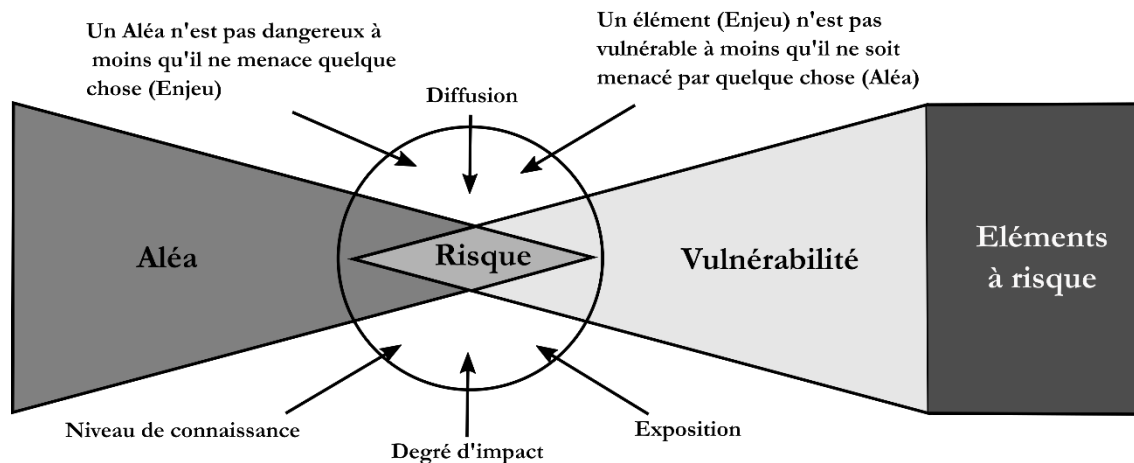 Un Aléa n'est pas dangereux à
moins qu'il ne menace quelque
chose (Enjeu)
Diffusion
Un élément (Enjeu) n'est pas
vulnérable à moins qu'il ne soit
menacé par quelque chose (Aléa)
Aléa
Risque
Vulnérabilité
Eléments
à risque
Niveau de connaissance
Degré d'impact
Exposition